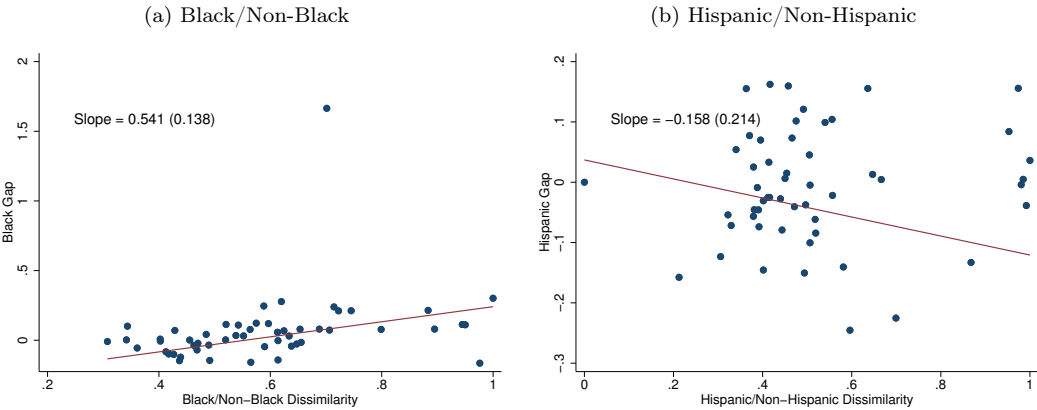 (a) Black/Non-Black
2
1.5
1
.5
0
Black Gap
Slope = 0.541 (0.138)
.2
.4
.6
.8
1
Black/Non-Black Dissimilarity
(b) Hispanic/Non-Hispanic
.2
.1
0
-.1
-.2
-.3
Hispanic Gap
Slope = -0.158 (0.214)
0
.2
.4
.6
.8
1
Hispanic/Non-Hispanic Dissimilarity